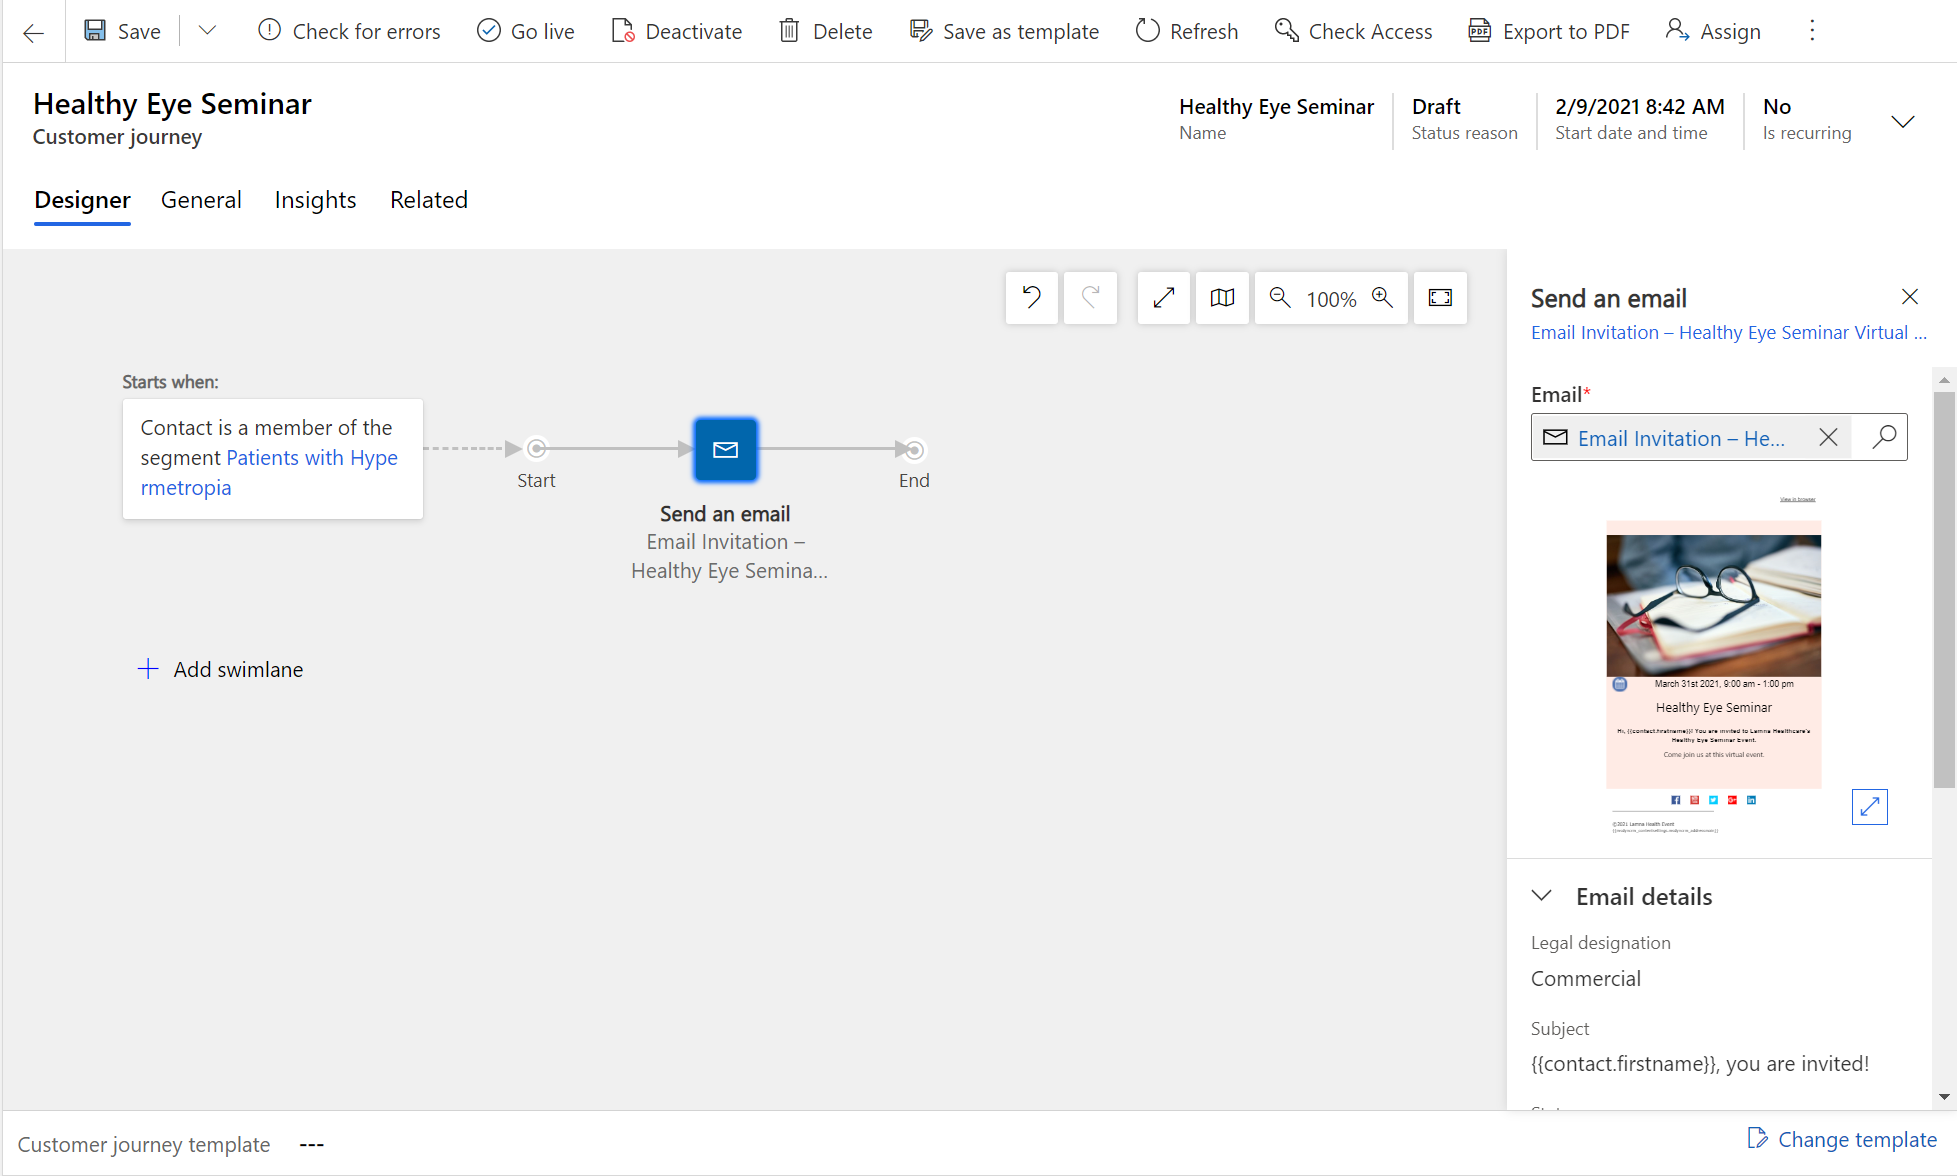 Save
Check for errors
Go live
Deactivate
Delete
Save as template
Refresh
Check Access
Export to PDF
Assign
Healthy Eye Seminar
Customer journey
Healthy Eye Seminar
Name
Draft
Status reason
2/9/2021 8:42 AM
Start date and time
No
Is recurring
Designer
General
Insights
Related
100%
Starts when:
Contact is a member of the
segment Patients with Hype
rmetropia
Start
Send an email
Email Invitation –
Healthy Eye Semina...
End
Add swimlane
Send an email
Email Invitation – Healthy Eye Seminar Virtual ...
Email*
Email Invitation – He...
View in browser
March 31st 2021, 9:00 am - 1:00 pm
Healthy Eye Seminar
Hi, {{contact.firstname}}! You are invited to Lamna Healthcare's
Healthy Eye Seminar Event.
Come join us at this virtual event.
©2021 Lamna Health Event
Email details
Legal designation
Commercial
Subject
{{contact.firstname}}, you are invited!
Customer journey template
---
Change template